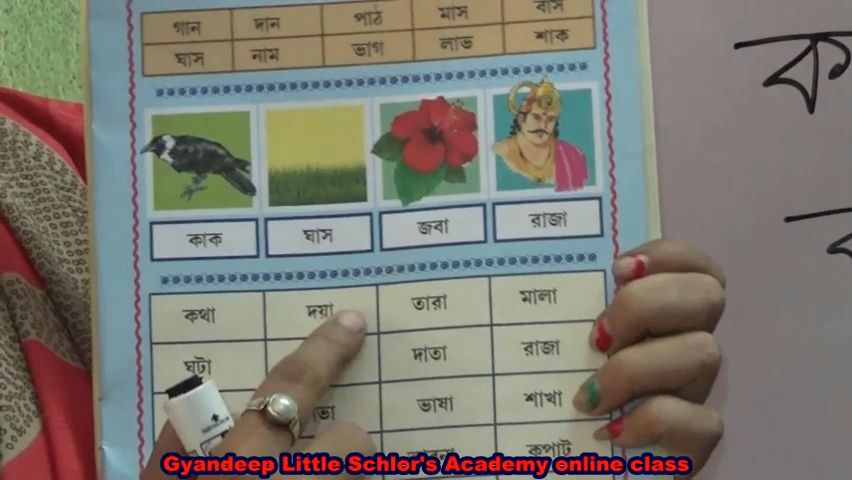 গান দান পাঠ মাস বাস
ঘাস নাম ভাগ লাভ শাক
কাক ঘাস জবা রাজা
কথা দয়া তারা মালা
ঘটা দাতা রাজা
ভাষা শাখা
কপাট
ক
Gyandeep Little Schlor's Academy online class